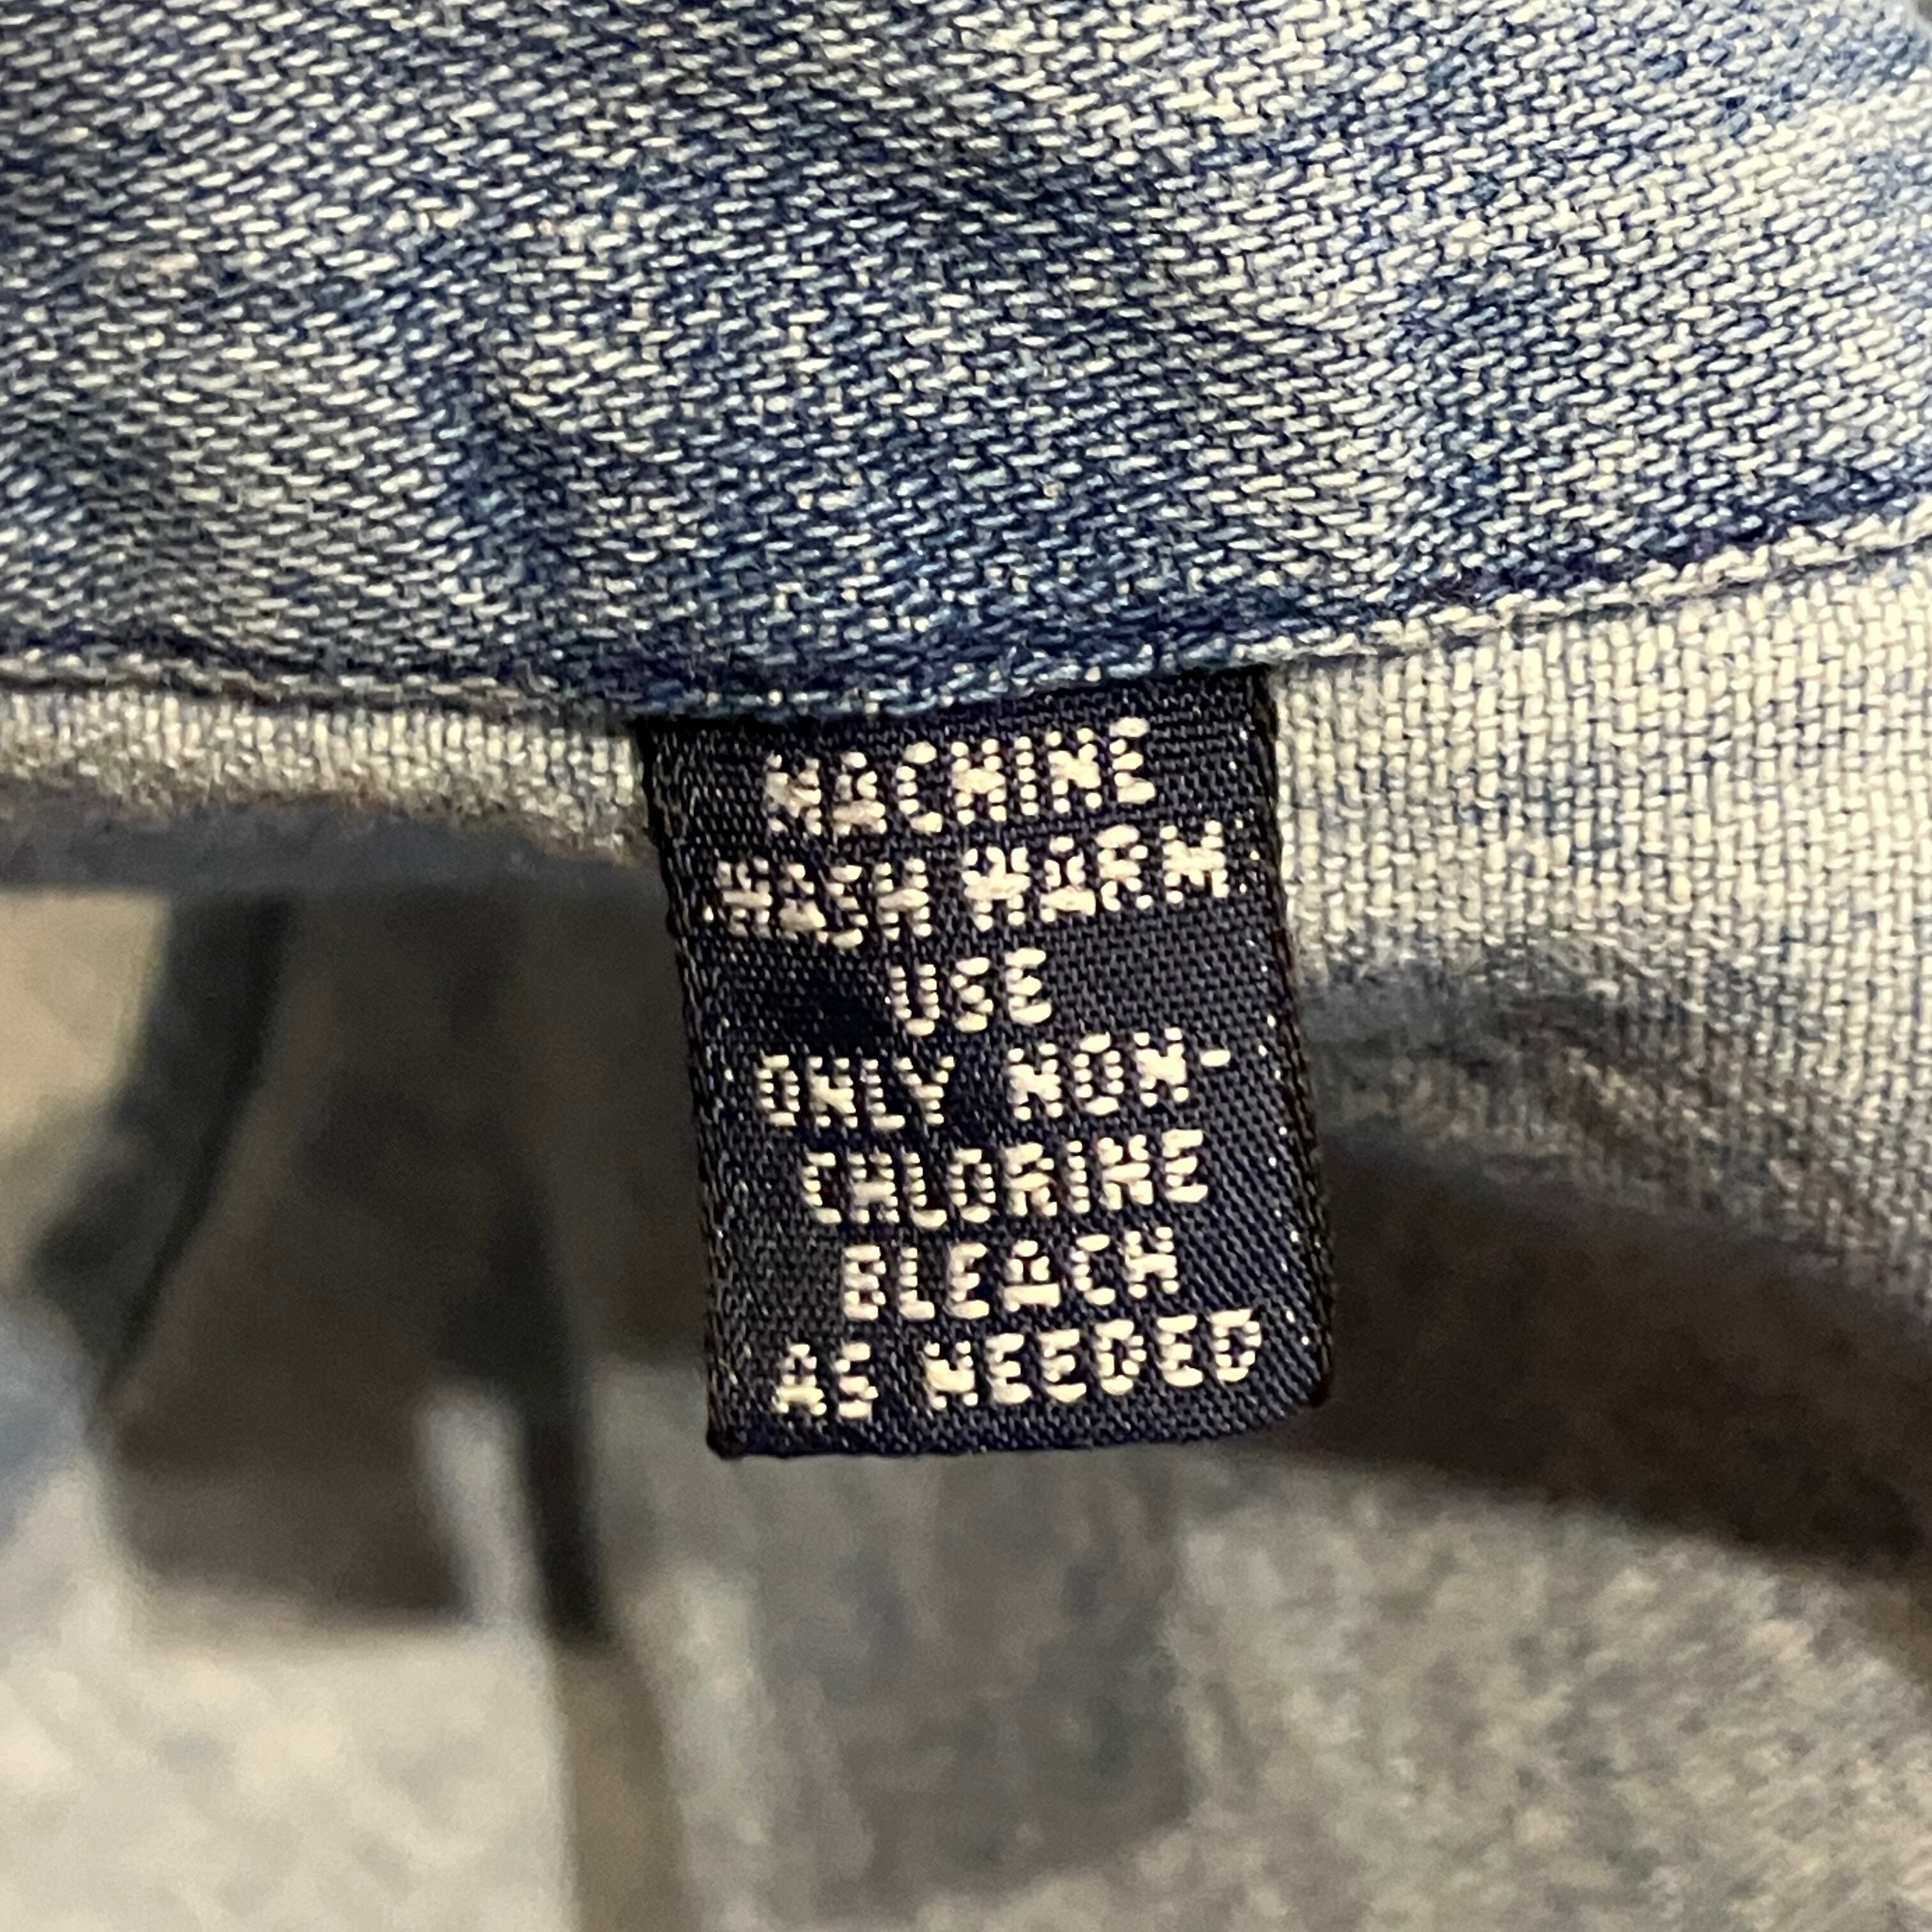 MACHINE
WASH WARM
USE
ONLY NON-
CHLORINE
BLEACH
AS NEEDED